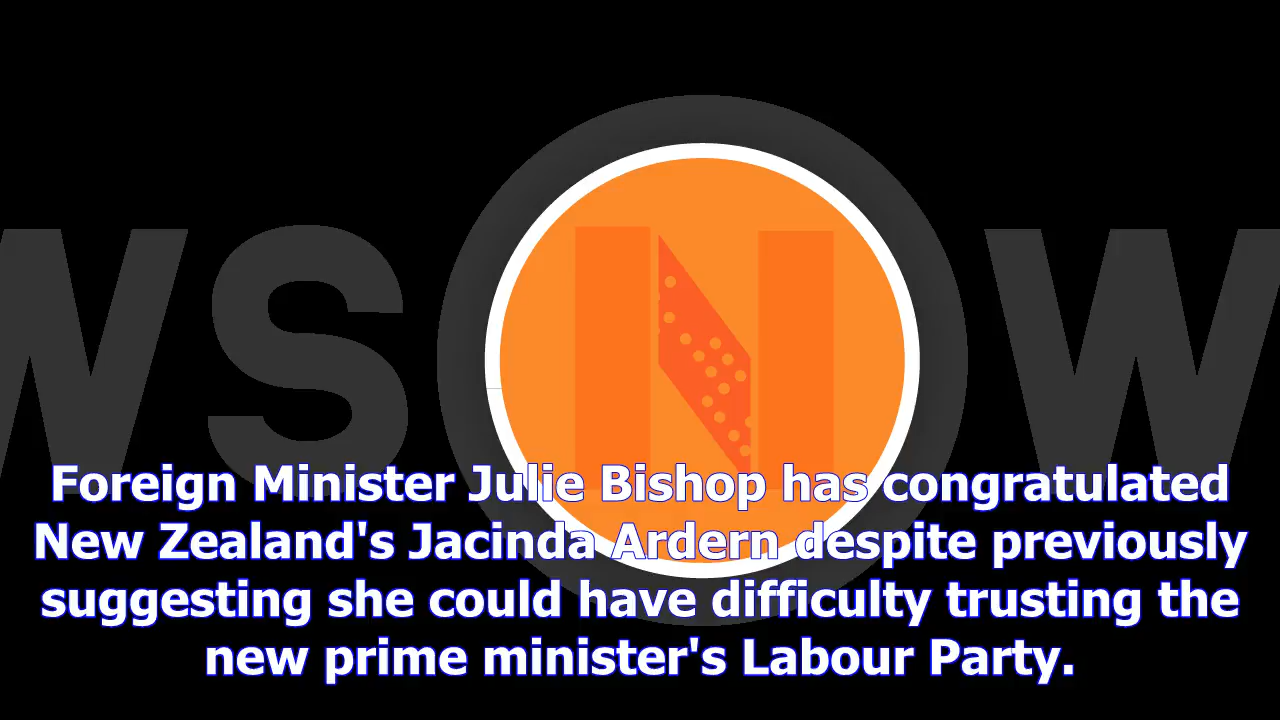 WS N W
Foreign Minister Julie Bishop has congratulated
New Zealand's Jacinda Ardern despite previously
suggesting she could have difficulty trusting the
new prime minister's Labour Party.